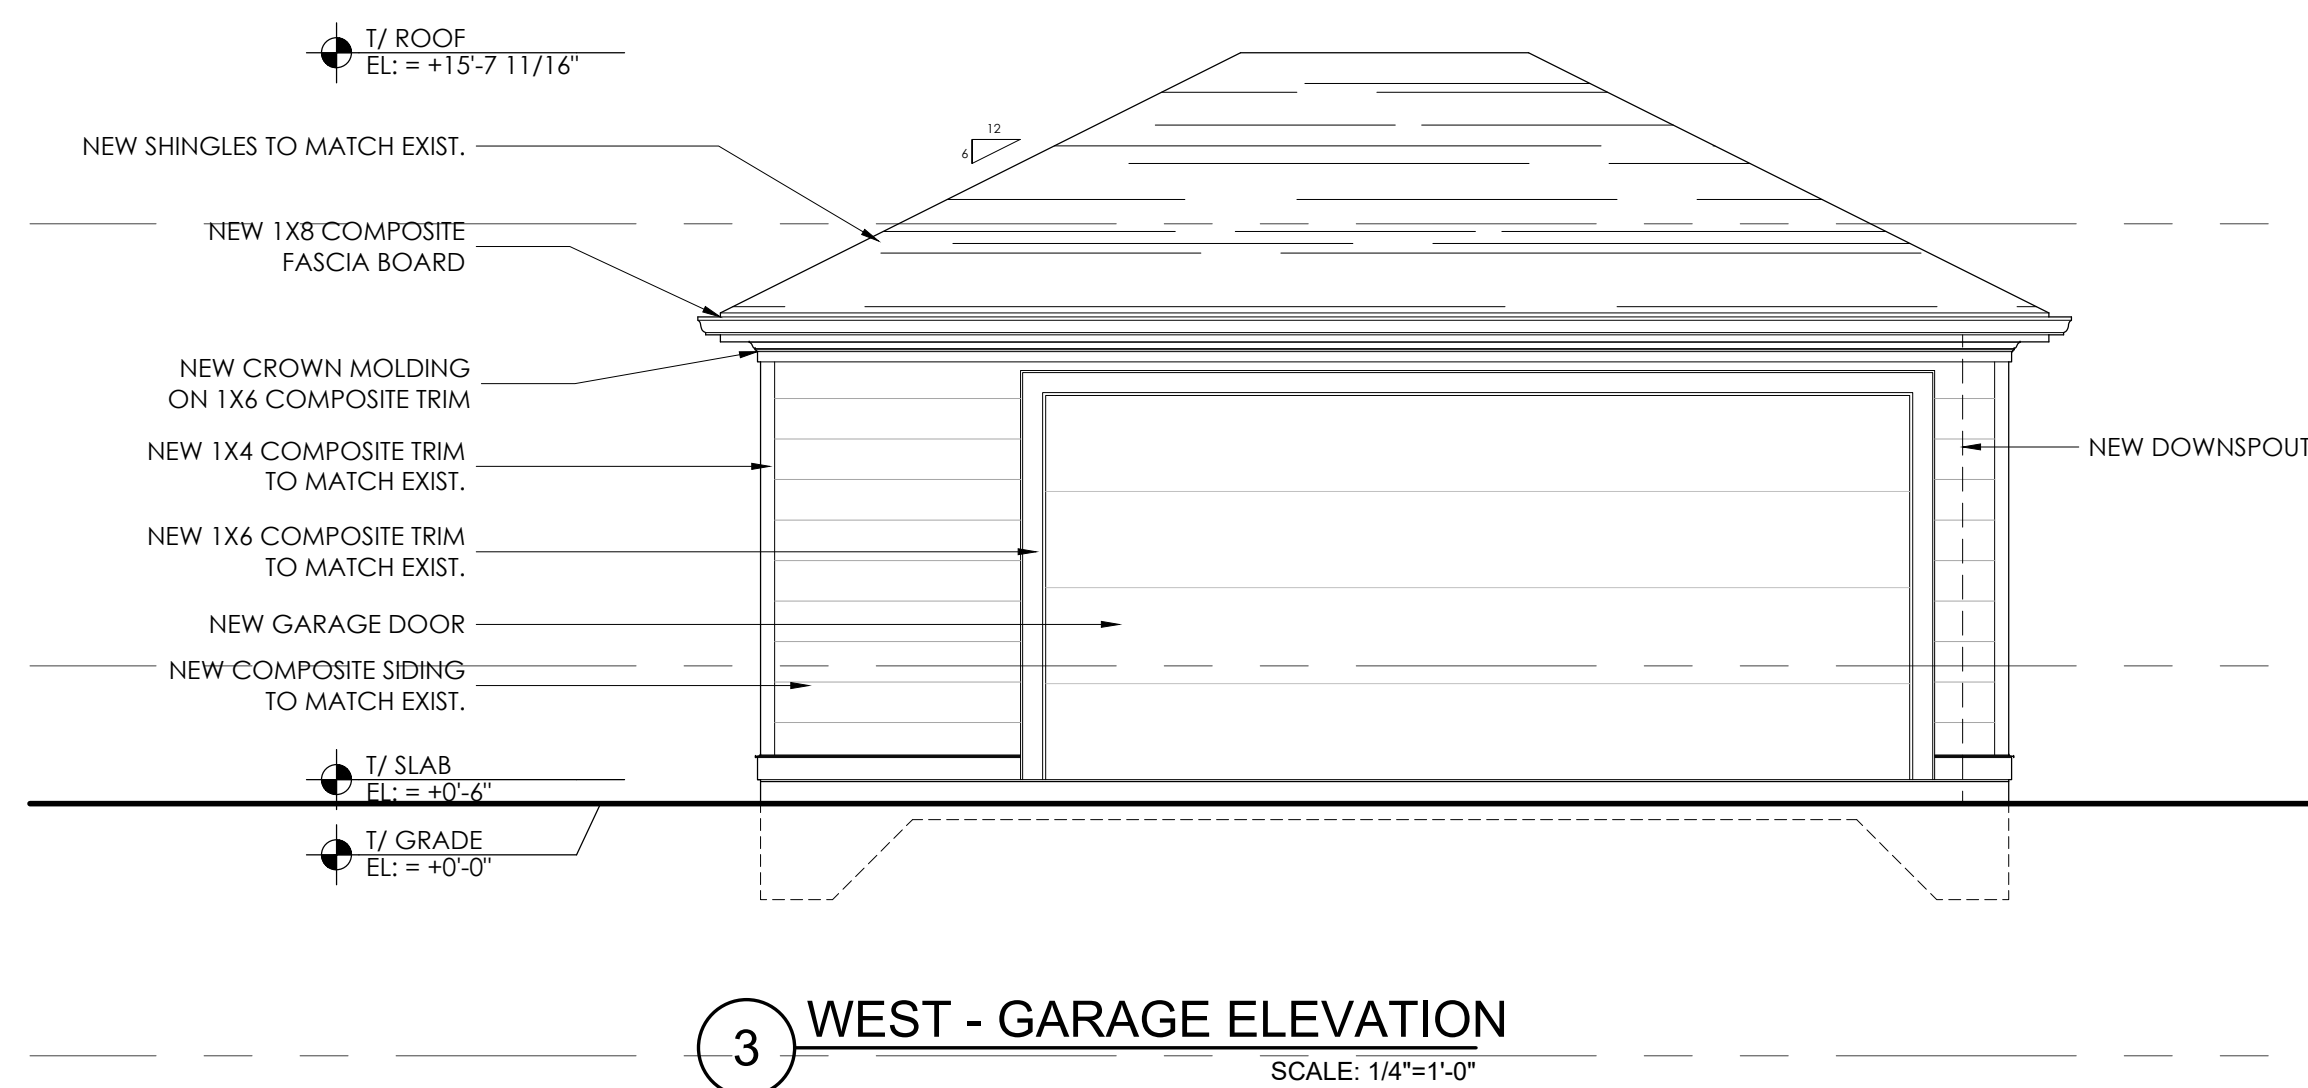 T/ ROOF
EL: = +15'-7 11/16"
12
6
NEW SHINGLES TO MATCH EXIST.
NEW 1X8 COMPOSITE
FASCIA BOARD
NEW CROWN MOLDING
ON 1X6 COMPOSITE TRIM
NEW 1X4 COMPOSITE TRIM
TO MATCH EXIST.
NEW DOWNSPOUT
NEW 1X6 COMPOSITE TRIM
TO MATCH EXIST.
NEW GARAGE DOOR
NEW COMPOSITE SIDING
TO MATCH EXIST.
T/ SLAB
EL: = +0'-6"
T/ GRADE
EL: = +0'-0"
3
WEST - GARAGE ELEVATION
SCALE: 1/4"=1'-0"